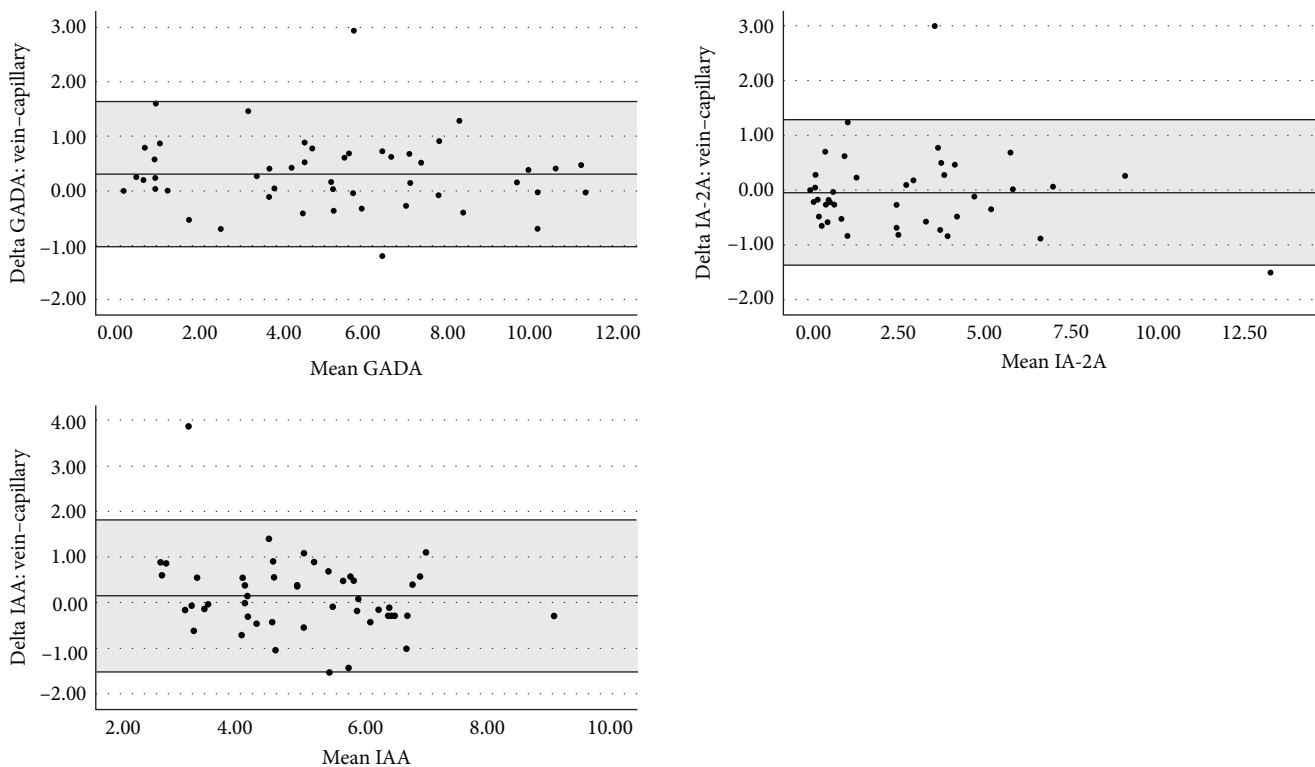 3.00
2.00
1.00
0.00
−1.00
−2.00
Delta GADA: vein–capillary
0.00 2.00 4.00 6.00 8.00 10.00 12.00
Mean GADA
3.00
2.00
1.00
0.00
−1.00
−2.00
Delta IA-2A: vein–capillary
0.00 2.50 5.00 7.50 10.00 12.50
Mean IA-2A
4.00
3.00
2.00
1.00
0.00
−1.00
−2.00
Delta IAA: vein–capillary
2.00 4.00 6.00 8.00 10.00
Mean IAA